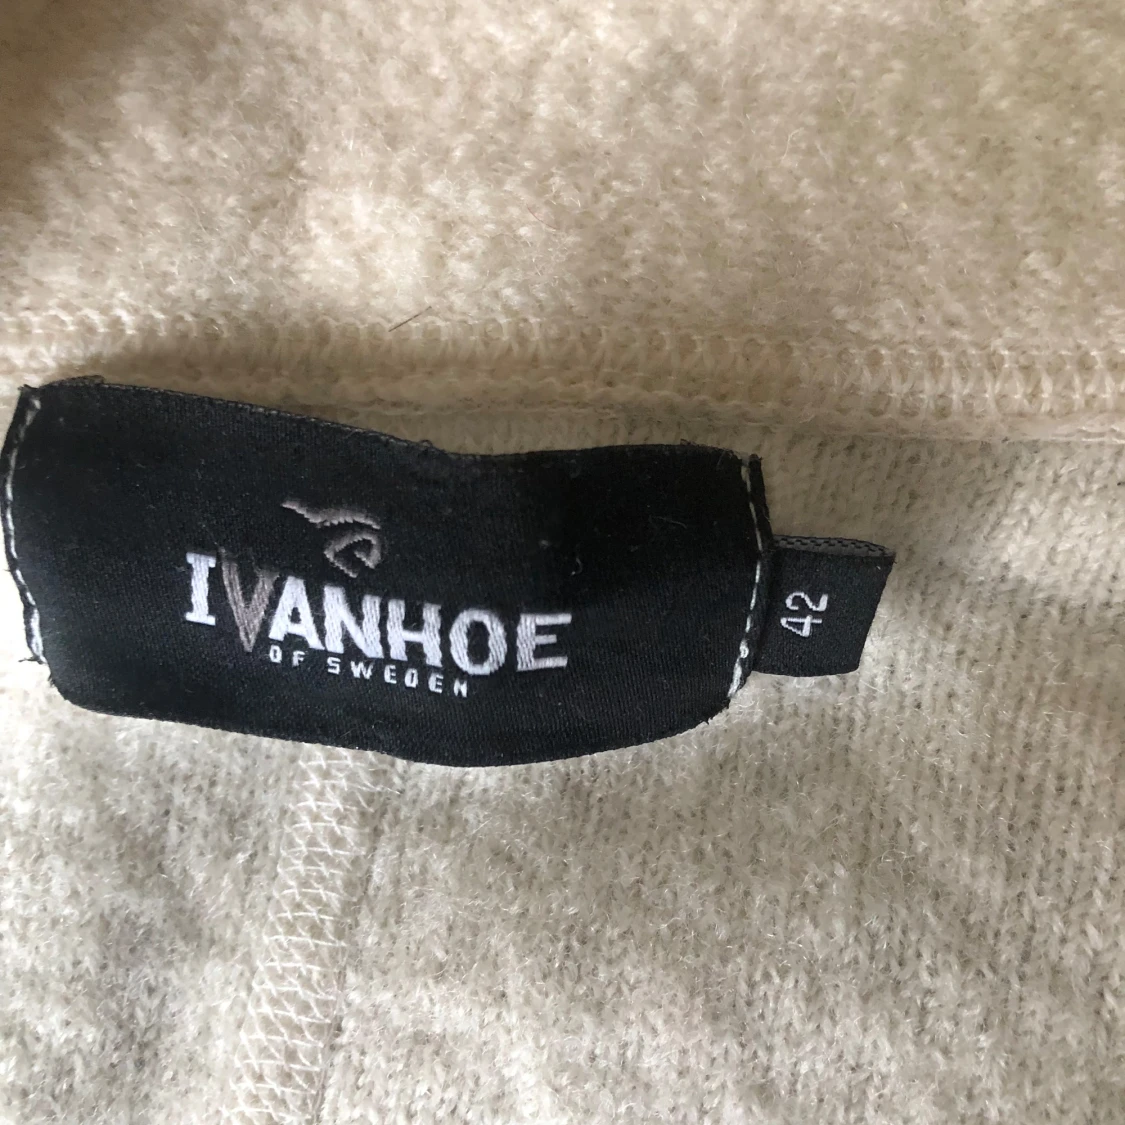 IVANHOE
OF SWEDEN
42